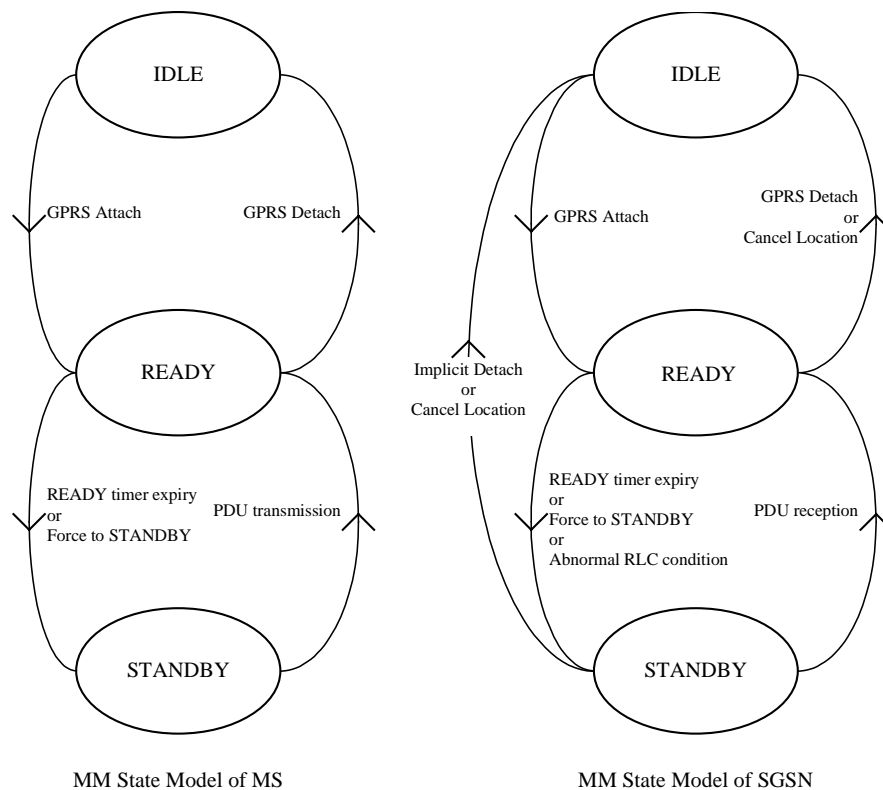 IDLE
GPRS Attach
GPRS Detach
READY
READY timer expiry
or
Force to STANDBY
PDU transmission
STANDBY
MM State Model of MS
IDLE
GPRS Attach
GPRS Detach
or
Cancel Location
Implicit Detach
or
Cancel Location
READY
READY timer expiry
or
Force to STANDBY
or
Abnormal RLC condition
PDU reception
STANDBY
MM State Model of SGSN